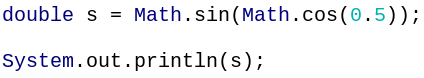 double s = Math.sin(Math.cos(0.5));
System.out.println(s);